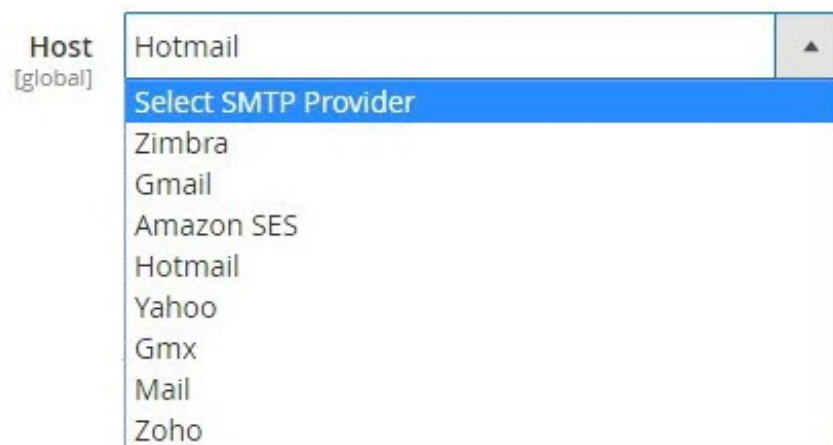 Host
[global]
Hotmail
Select SMTP Provider
Zimbra
Gmail
Amazon SES
Hotmail
Yahoo
Gmx
Mail
Zoho